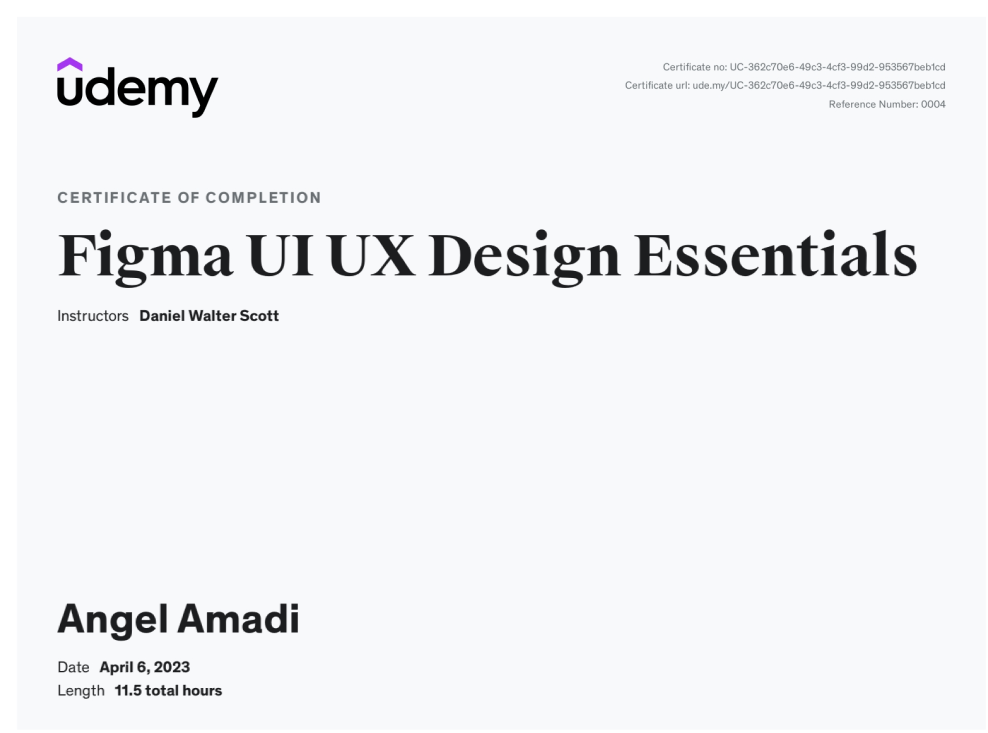 udemy
Certificate no: UC-362c70e6-49c3-4cf3-99d2-953567beb1cd
Certificate url: ude.my/UC-362c70e6-49c3-4cf3-99d2-953567beb1cd
Reference Number: 0004
CERTIFICATE OF COMPLETION
Figma UI UX Design Essentials
Instructors Daniel Walter Scott
Angel Amadi
Date April 6, 2023
Length 11.5 total hours